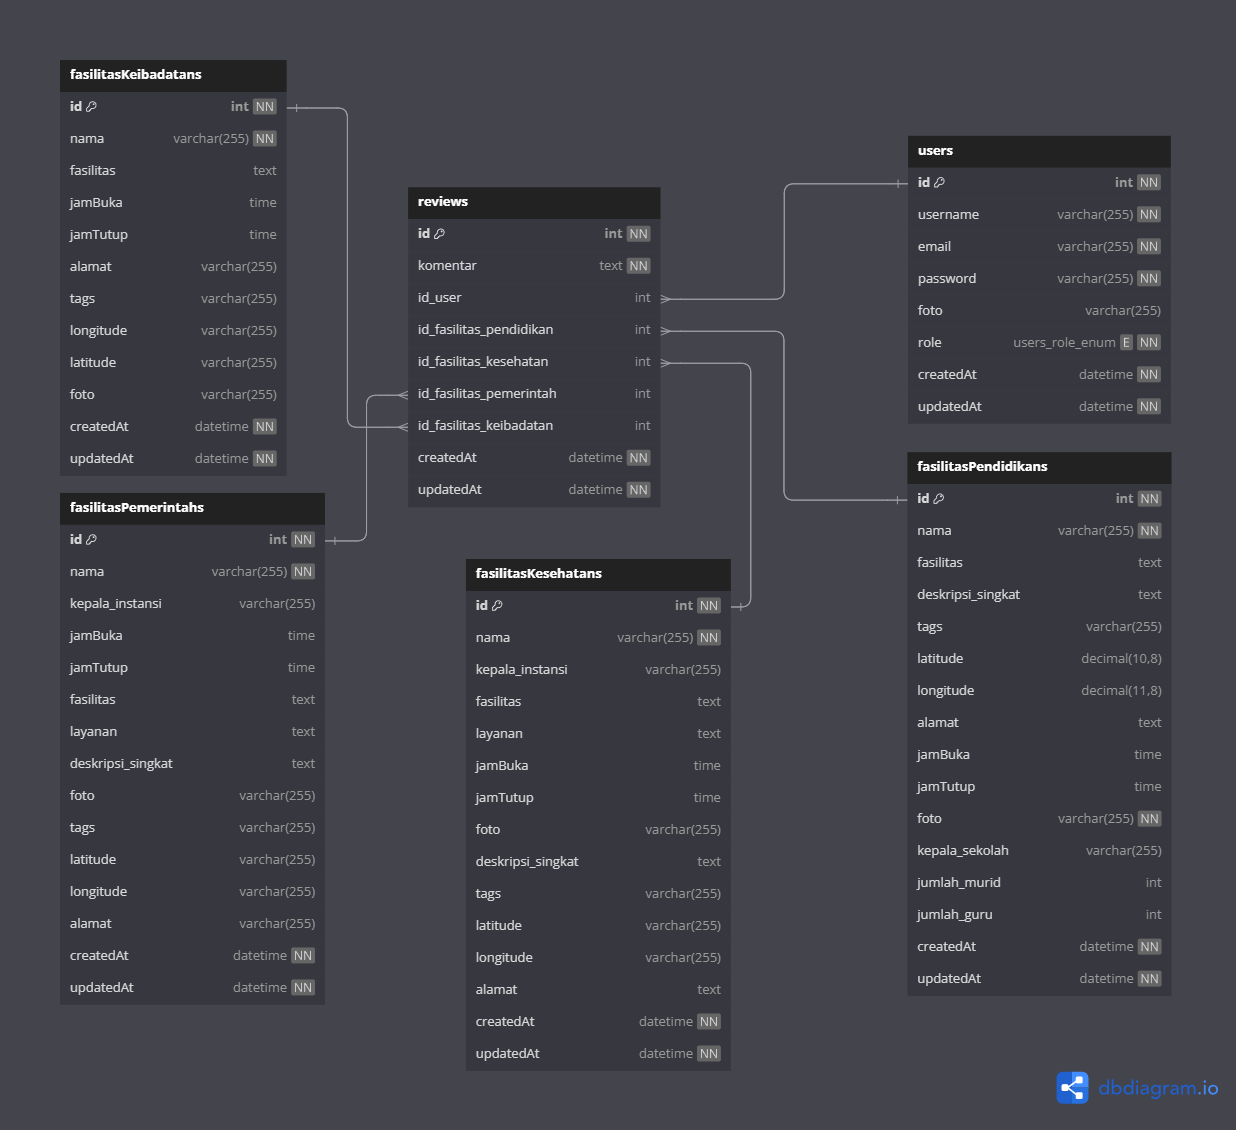 fasilitasKeibadatans
id int NN
nama varchar(255) NN
fasilitas text
jamBuka time
jamTutup time
alamat varchar(255)
tags varchar(255)
longitude varchar(255)
latitude varchar(255)
foto varchar(255)
createdAt datetime NN
updatedAt datetime NN
fasilitasPemerintahs
id int NN
nama varchar(255) NN
kepala_instansi varchar(255)
jamBuka time
jamTutup time
fasilitas text
layanan text
deskripsi_singkat text
foto varchar(255)
tags varchar(255)
latitude varchar(255)
longitude varchar(255)
alamat varchar(255)
createdAt datetime NN
updatedAt datetime NN
reviews
id int NN
komentar text NN
id_user int
id_fasilitas_pendidikan int
id_fasilitas_kesehatan int
id_fasilitas_pemerintah int
id_fasilitas_keibadatan int
createdAt datetime NN
updatedAt datetime NN
fasilitasKesehatans
id int NN
nama varchar(255) NN
kepala_instansi varchar(255)
fasilitas text
layanan text
jamBuka time
jamTutup time
foto varchar(255)
deskripsi_singkat text
tags varchar(255)
latitude varchar(255)
longitude varchar(255)
alamat text
createdAt datetime NN
updatedAt datetime NN
users
id int NN
username varchar(255) NN
email varchar(255) NN
password varchar(255) NN
foto varchar(255)
role users_role_enum E NN
createdAt datetime NN
updatedAt datetime NN
fasilitasPendidikans
id int NN
nama varchar(255) NN
fasilitas text
deskripsi_singkat text
tags varchar(255)
latitude decimal(10,8)
longitude decimal(11,8)
alamat text
jamBuka time
jamTutup time
foto varchar(255) NN
kepala_sekolah varchar(255)
jumlah_murid int
jumlah_guru int
createdAt datetime NN
updatedAt datetime NN
dbdiagram.io